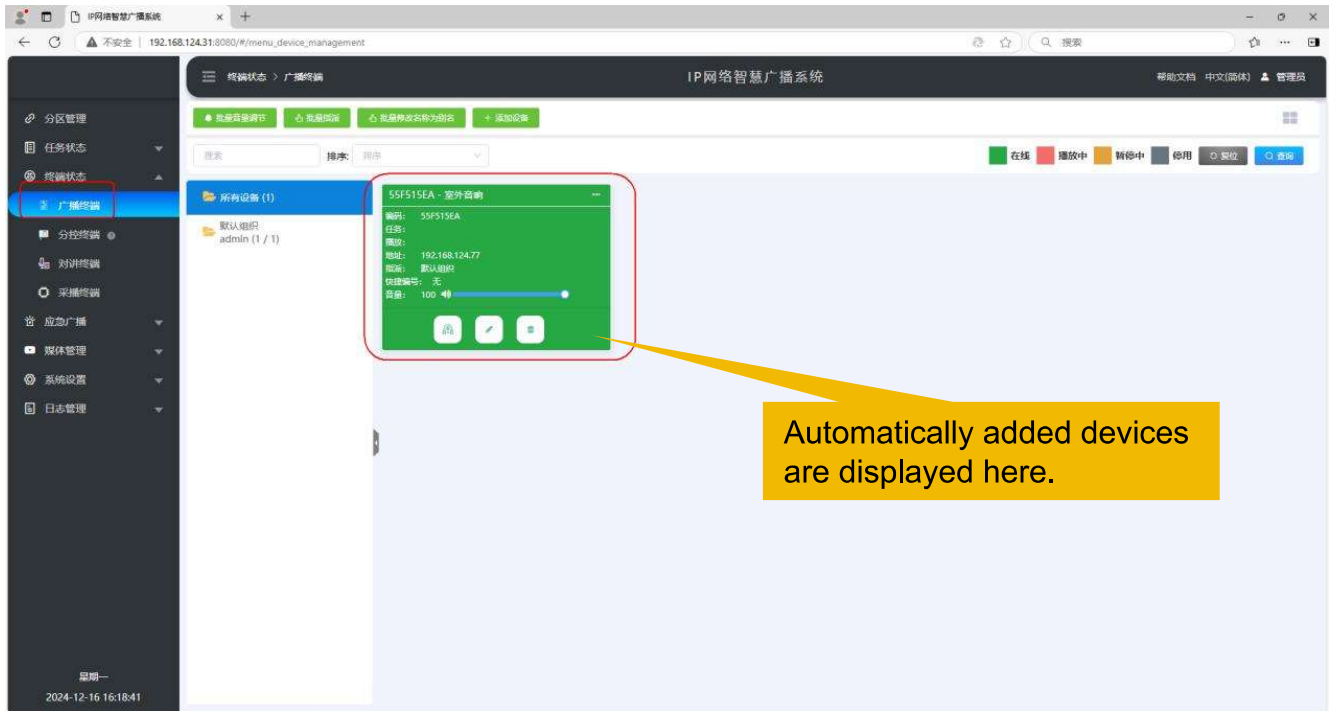 IP网络智慧广播系统
不安全 | 192.168.124.31:8080/#/menu_device_management
搜索
终端状态 > 广播终端
IP网络智慧广播系统
帮助文档 中文(简体) 管理员
分区管理
任务状态
终端状态
广播终端
分控终端
对讲终端
采播终端
应急广播
媒体管理
系统设置
日志管理
批量音量调节
批量指派
批量修改名称为别名
+ 添加设备
搜索
排序:
排序
在线
播放中
暂停中
停用
复位
查询
所有设备 (1)
默认组织
admin (1 / 1)
55F515EA - 室外音响
编码: 55F515EA
任务:
播放:
地址: 192.168.124.77
指派: 默认组织
快捷编号: 无
音量: 100
Automatically added devices
are displayed here.
星期一
2024-12-16 16:18:41